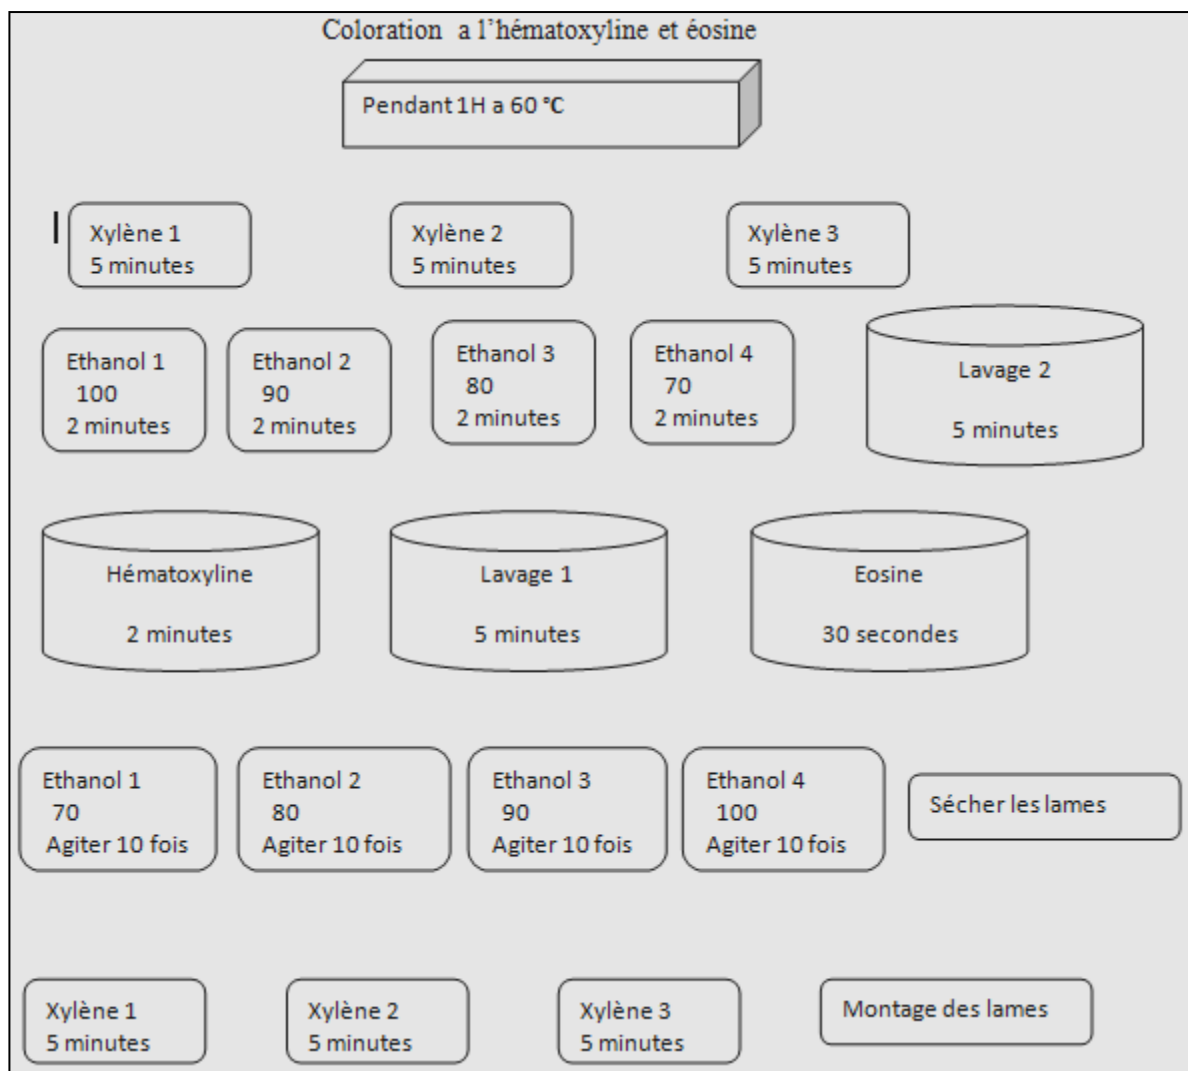 Coloration a l'hématoxyline et éosine
Pendant 1H a 60 °C
Xylène 1
5 minutes
Xylène 2
5 minutes
Xylène 3
5 minutes
Ethanol 1
100
2 minutes
Ethanol 2
90
2 minutes
Ethanol 3
80
2 minutes
Ethanol 4
70
2 minutes
Lavage 2
5 minutes
Hématoxyline
2 minutes
Lavage 1
5 minutes
Eosine
30 secondes
Ethanol 1
70
Agiter 10 fois
Ethanol 2
80
Agiter 10 fois
Ethanol 3
90
Agiter 10 fois
Ethanol 4
100
Agiter 10 fois
Sécher les lames
Xylène 1
5 minutes
Xylène 2
5 minutes
Xylène 3
5 minutes
Montage des lames